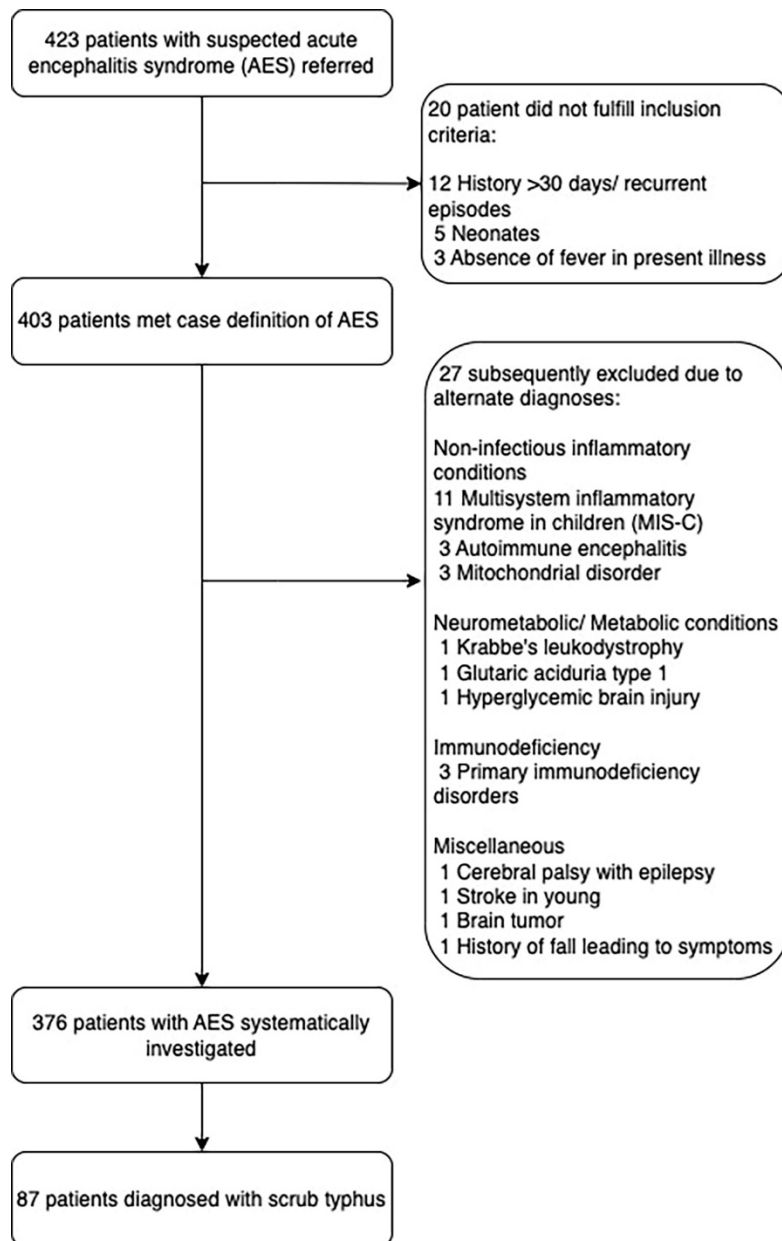 423 patients with suspected acute
encephalitis syndrome (AES) referred
20 patient did not fulfill inclusion
criteria:
12 History >30 days/ recurrent
episodes
5 Neonates
3 Absence of fever in present illness
403 patients met case definition of AES
27 subsequently excluded due to
alternate diagnoses:
Non-infectious inflammatory
conditions
11 Multisystem inflammatory
syndrome in children (MIS-C)
3 Autoimmune encephalitis
3 Mitochondrial disorder
Neurometabolic/ Metabolic conditions
1 Krabbe's leukodystrophy
1 Glutaric aciduria type 1
1 Hyperglycemic brain injury
Immunodeficiency
3 Primary immunodeficiency
disorders
Miscellaneous
1 Cerebral palsy with epilepsy
1 Stroke in young
1 Brain tumor
1 History of fall leading to symptoms
376 patients with AES systematically
investigated
87 patients diagnosed with scrub typhus